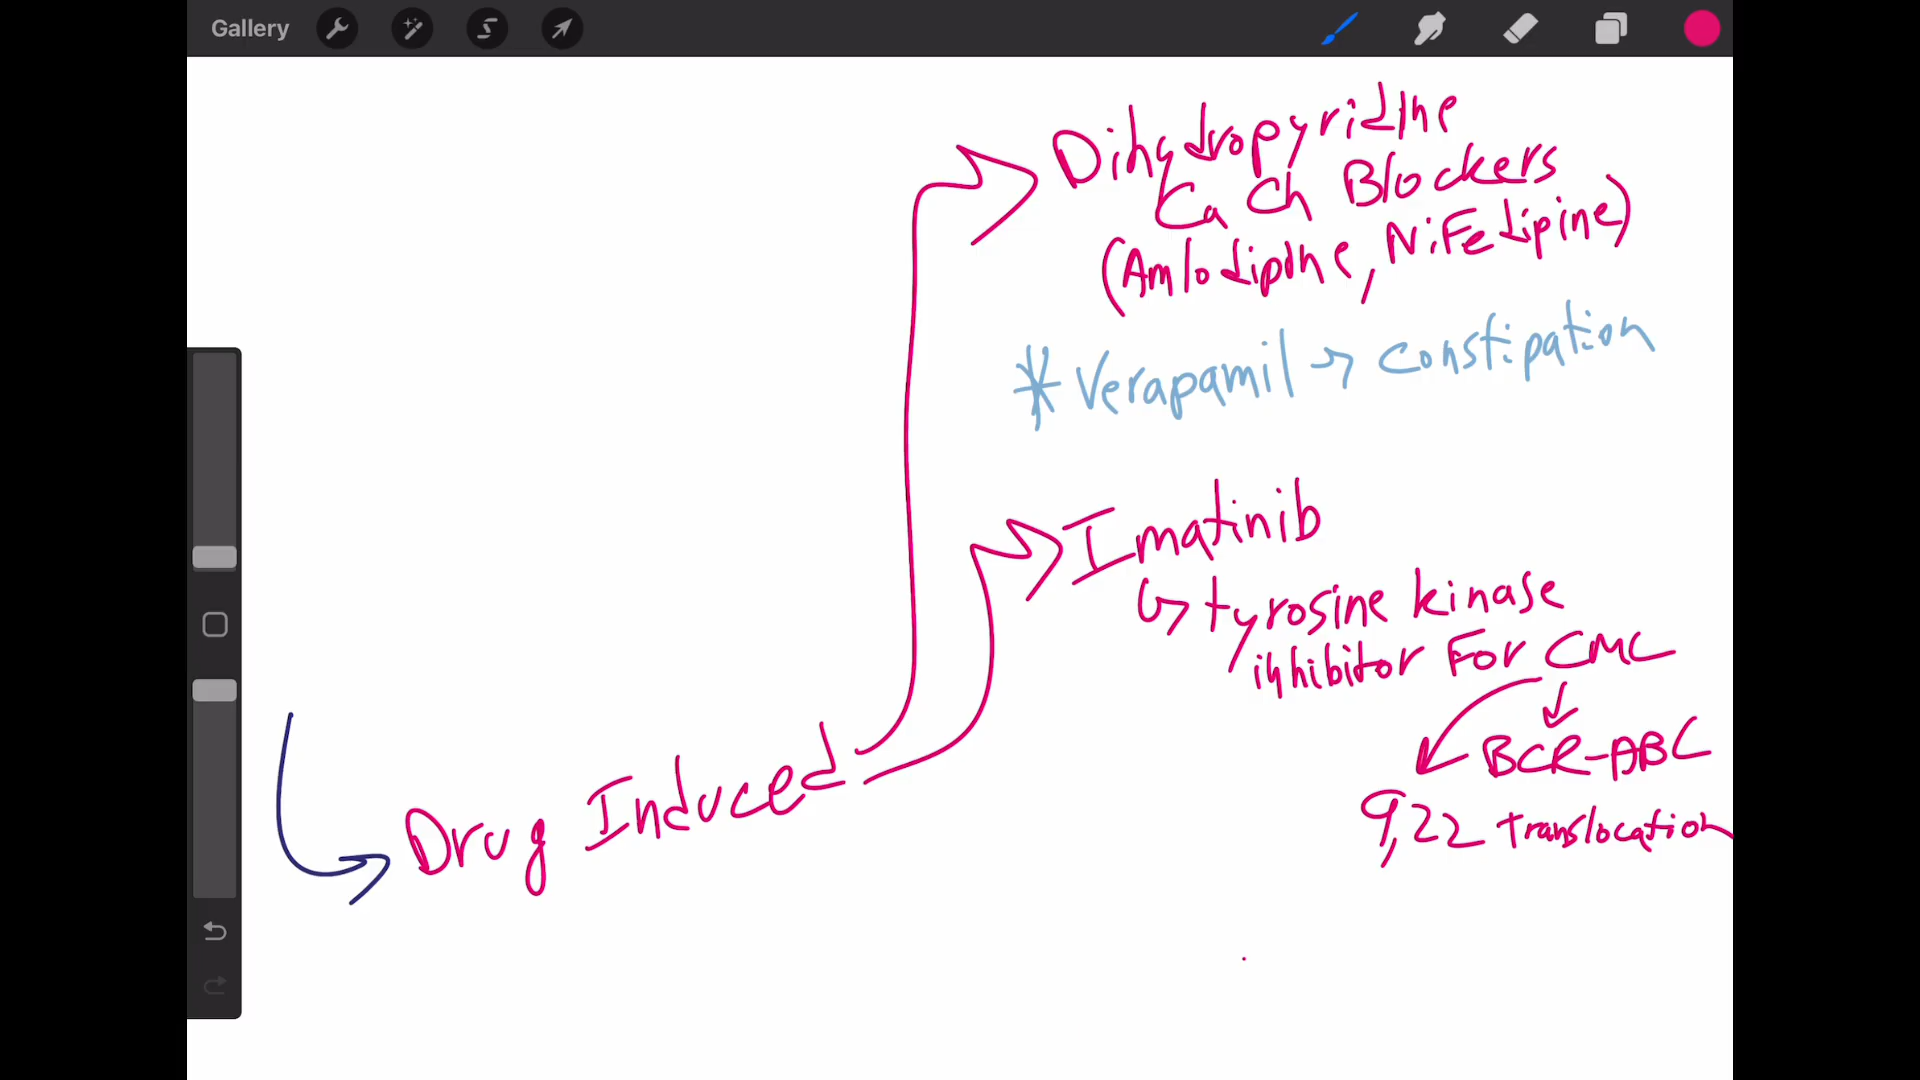 Gallery
Dihydropyridine
Ca Ch Blockers
(Amlodipine, NiFedipine)
* Verapamil → constipation
Imatinib
↳ tyrosine kinase
inhibitor For CML
BCR-ABL
9,22 translocation
Drug Induced